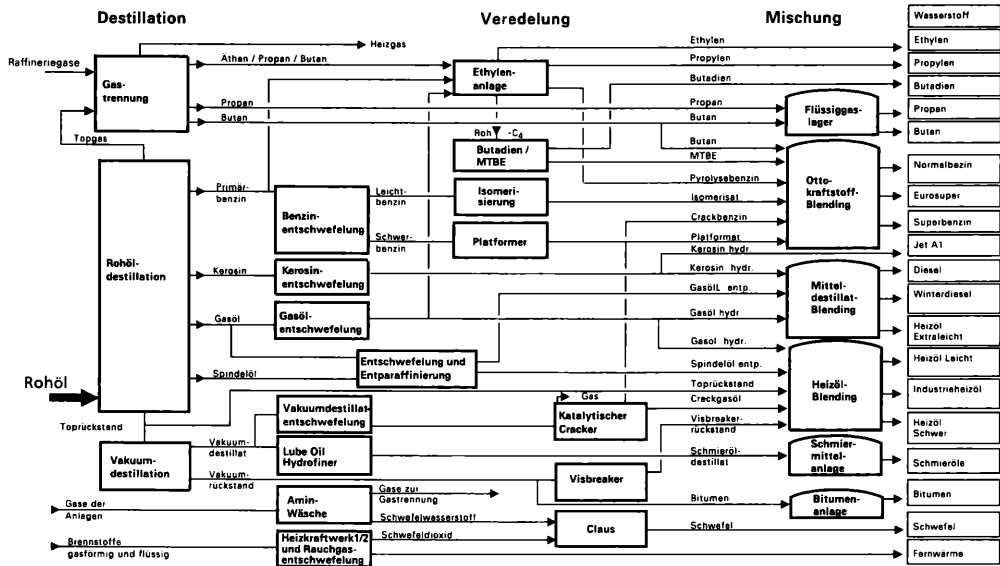 Destillation
Veredelung
Mischung
Wasserstoff
Raffineriegase
Gas-
trennung
Heizgas
Äthan / Propan / Butan
Ethylen-
anlage
Ethylen
Ethylen
Propylen
Propylen
Butadien
Butadien
Propan
Butan
Propan
Butan
Flüssiggas-
lager
Propan
Butan
Topgas
Roh -C4
Butadien /
MTBE
Butan
MTBE
Pyrolysebenzin
Isomerisat
Crackbenzin
Platformat
Otto-
kraftstoff-
Blending
Normalbezin
Eurosuper
Superbenzin
Primär-
benzin
Benzin-
entschwefelung
Leicht-
benzin
Schwer-
benzin
Isomeri-
sierung
Platformer
Rohöl-
destillation
Kerosin hydr.
Jet A1
Kerosin
Kerosin-
entschwefelung
Kerosin hydr.
GasölL entp.
Gasöl hydr.
Mittel-
destillat-
Blending
Diesel
Winterdiesel
Heizöl
Extraleicht
Gasöl
Gasöl-
entschwefelung
Gasöl hydr.
Entschwefelung und
Entparaffinierung
Spindelöl
Spindelöl entp.
Toprückstand
Crackgasöl
Visbreaker-
rückstand
Heizöl-
Blending
Heizöl Leicht
Industrieheizöl
Heizöl
Schwer
Rohöl
Toprückstand
Vakuumdestillat-
entschwefelung
Gas
Katalytischer
Cracker
Vakuum-
destillation
Vakuum-
destillat
Vakuum-
rückstand
Lube Oil
Hydrofiner
Schmieröl-
destillat
Schmier-
mittel-
anlage
Schmieröle
Visbreaker
Bitumen
Bitumen-
anlage
Bitumen
Gase der
Anlagen
Amin-
Wäsche
Gase zur
Gastrennung
Schwefelwasserstoff
Claus
Schwefel
Schwefel
Brennstoffe
gasförmig und flüssig
Heizkraftwerk1/2
und Rauchgas-
entschwefelung
Schwefeldioxid
Fernwärme